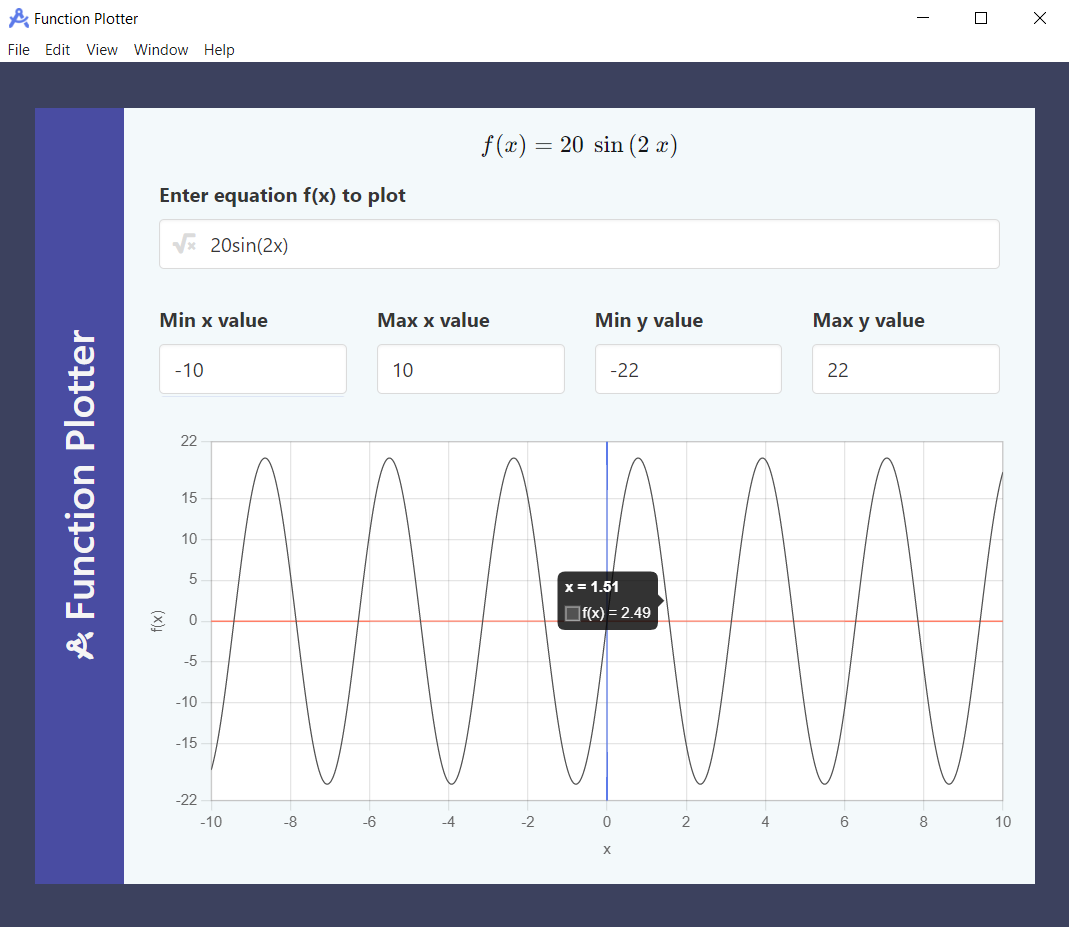 Function Plotter
File Edit View Window Help
Function Plotter
f(x) = 20 sin (2 x)
Enter equation f(x) to plot
√x 20sin(2x)
Min x value Max x value Min y value Max y value
-10 10 -22 22
22
15
10
5
0
-5
-10
-15
-22
f(x)
x = 1.51
f(x) = 2.49
-10 -8 -6 -4 -2 0 2 4 6 8 10
x